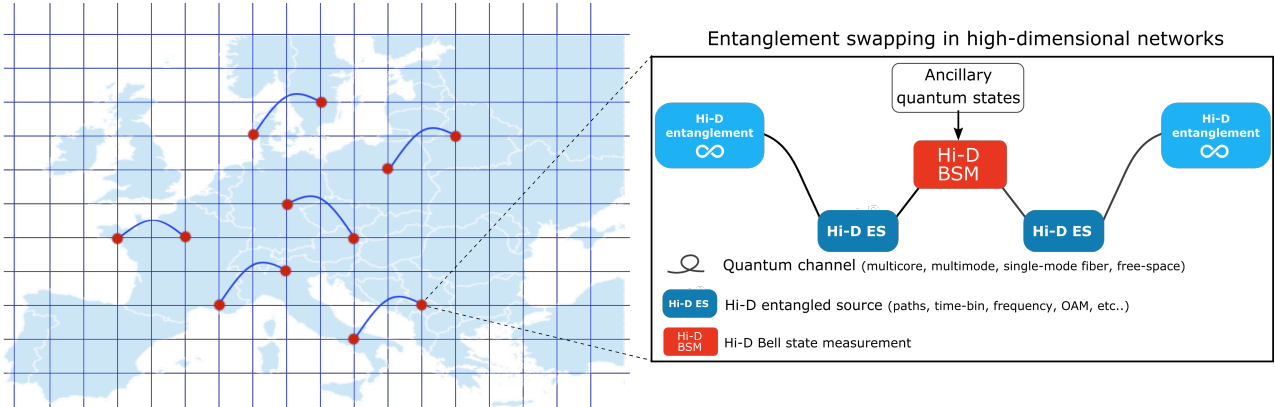 Entanglement swapping in high-dimensional networks
Ancillary
quantum states
Hi-D
entanglement
∞
Hi-D
BSM
Hi-D
entanglement
∞
Hi-D ES
Hi-D ES
Quantum channel (multicore, multimode, single-mode fiber, free-space)
Hi-D ES
Hi-D entangled source (paths, time-bin, frequency, OAM, etc..)
Hi-D
BSM
Hi-D Bell state measurement